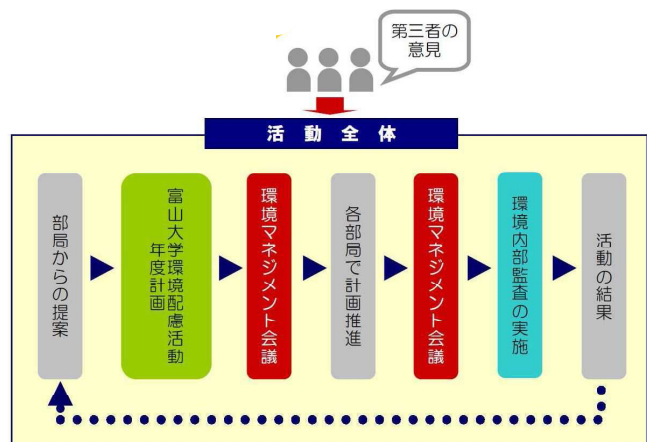 第三者の
意見
活動全体
部局からの提案
富山大学環境配慮活動
年度計画
環境マネジメント会議
各部局で計画推進
環境マネジメント会議
環境内部監査の実施
活動の結果